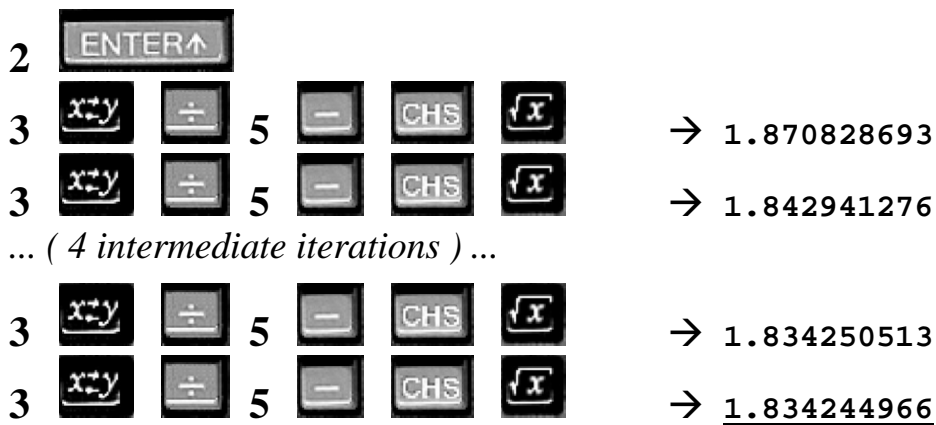 2 ENTER↑
3 x⇄y ÷ 5 − CHS √x → 1.870828693
3 x⇄y ÷ 5 − CHS √x → 1.842941276
... ( 4 intermediate iterations ) ...
3 x⇄y ÷ 5 − CHS √x → 1.834250513
3 x⇄y ÷ 5 − CHS √x → 1.834244966